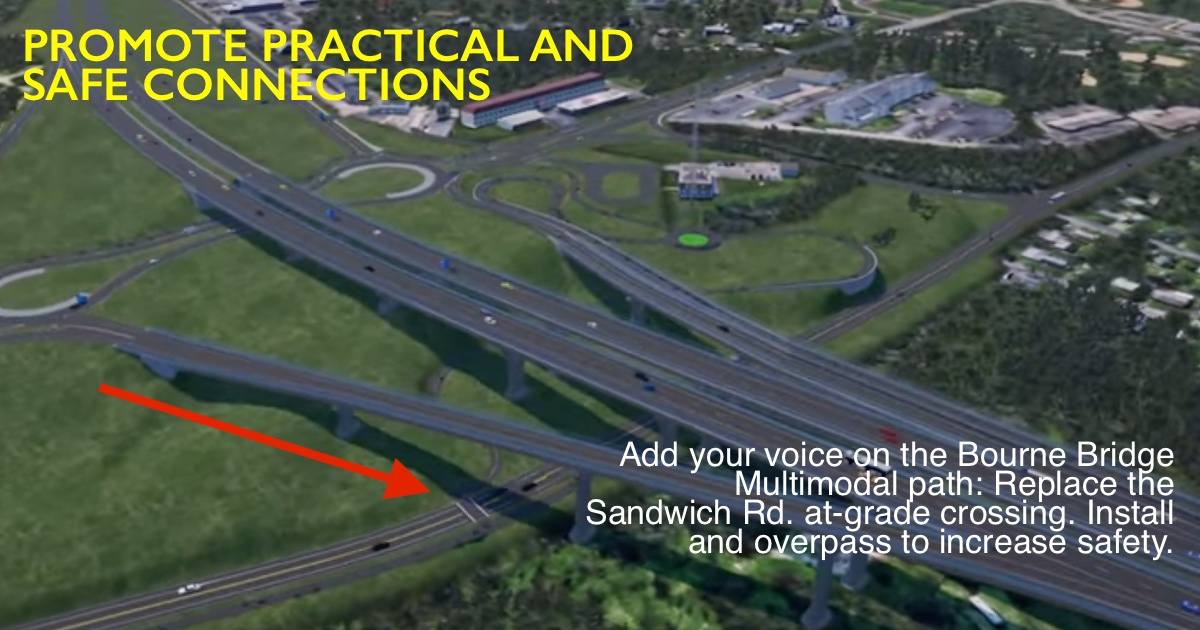 PROMOTE PRACTICAL AND
SAFE CONNECTIONS
Add your voice on the Bourne Bridge
Multimodal path: Replace the
Sandwich Rd. at-grade crossing. Install
and overpass to increase safety.